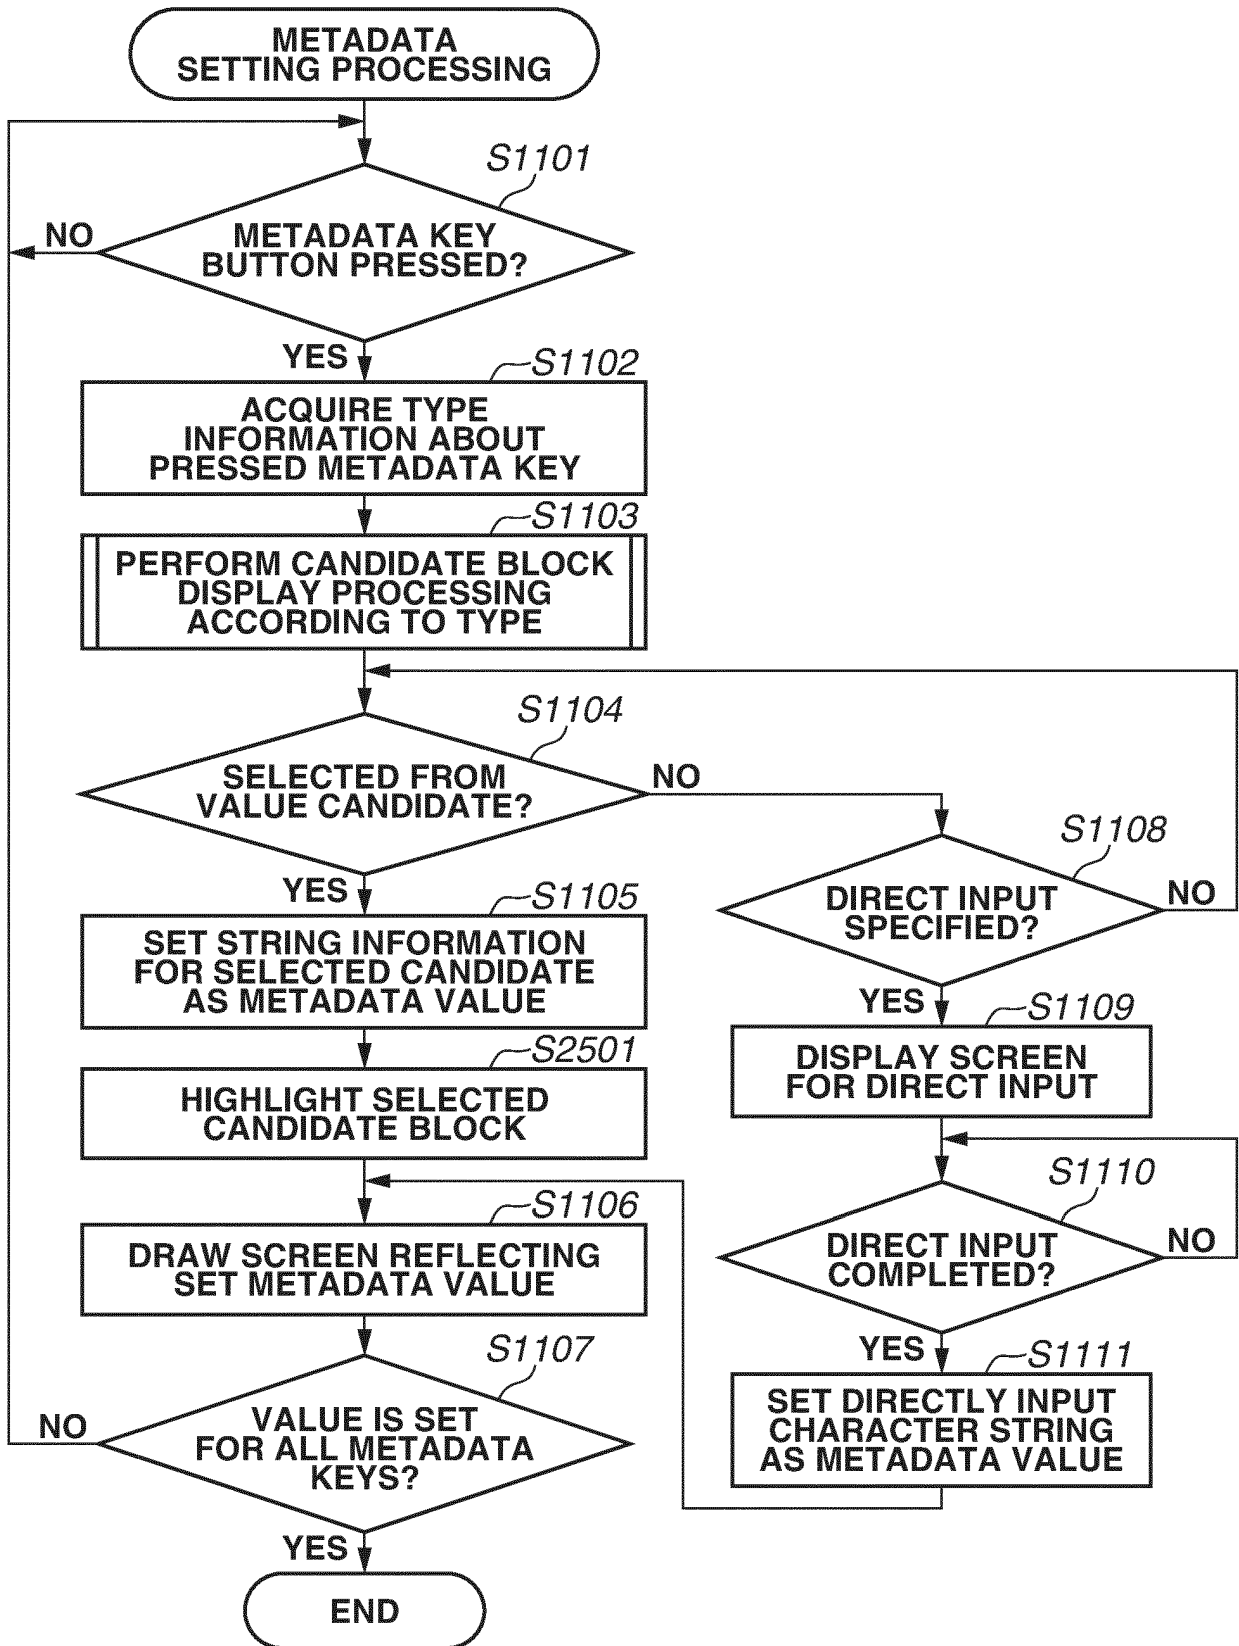 METADATA
SETTING PROCESSING
S1101
METADATA KEY
BUTTON PRESSED?
NO
YES
S1102
ACQUIRE TYPE
INFORMATION ABOUT
PRESSED METADATA KEY
S1103
PERFORM CANDIDATE BLOCK
DISPLAY PROCESSING
ACCORDING TO TYPE
S1104
SELECTED FROM
VALUE CANDIDATE?
NO
YES
S1105
SET STRING INFORMATION
FOR SELECTED CANDIDATE
AS METADATA VALUE
S2501
HIGHLIGHT SELECTED
CANDIDATE BLOCK
S1106
DRAW SCREEN REFLECTING
SET METADATA VALUE
S1107
VALUE IS SET
FOR ALL METADATA
KEYS?
NO
YES
END
S1108
DIRECT INPUT
SPECIFIED?
NO
YES
S1109
DISPLAY SCREEN
FOR DIRECT INPUT
S1110
DIRECT INPUT
COMPLETED?
NO
YES
S1111
SET DIRECTLY INPUT
CHARACTER STRING
AS METADATA VALUE